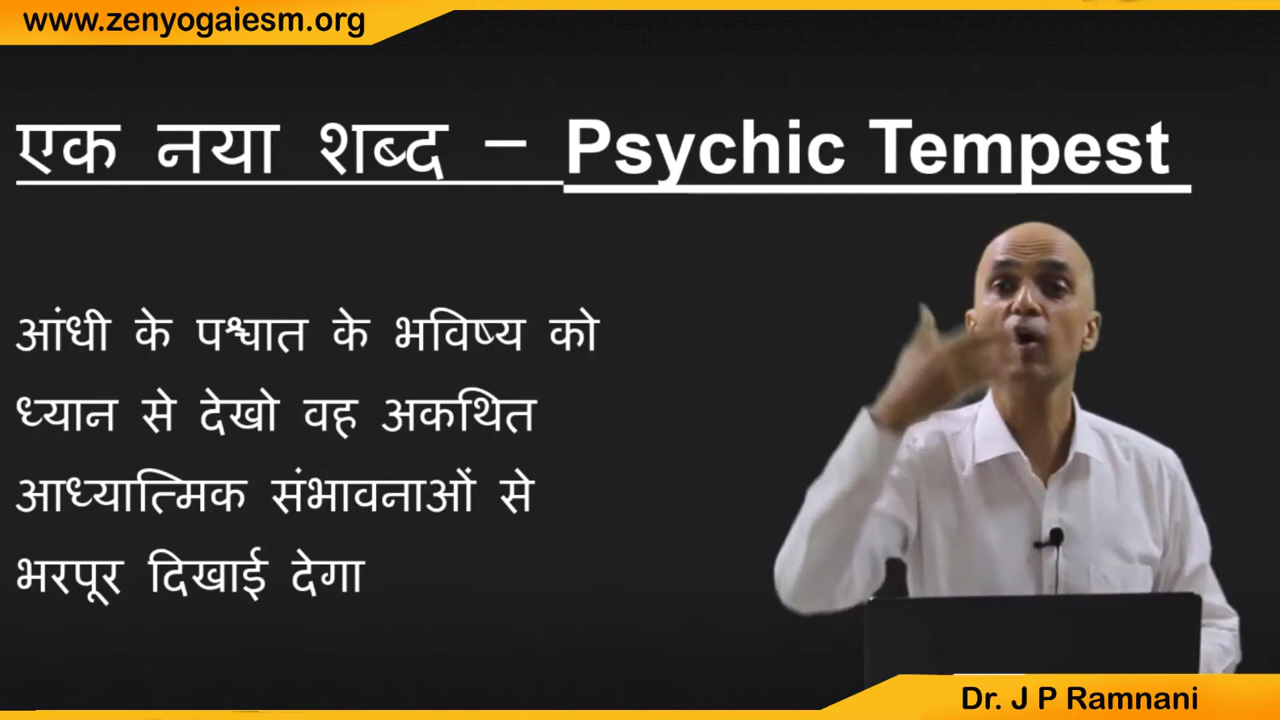 www.zenyogaiesm.org
एक नया शब्द – Psychic Tempest
आंधी के पश्चात के भविष्य को
ध्यान से देखो वह अकथित
आध्यात्मिक संभावनाओं से
भरपूर दिखाई देगा
Dr. J P Ramnani